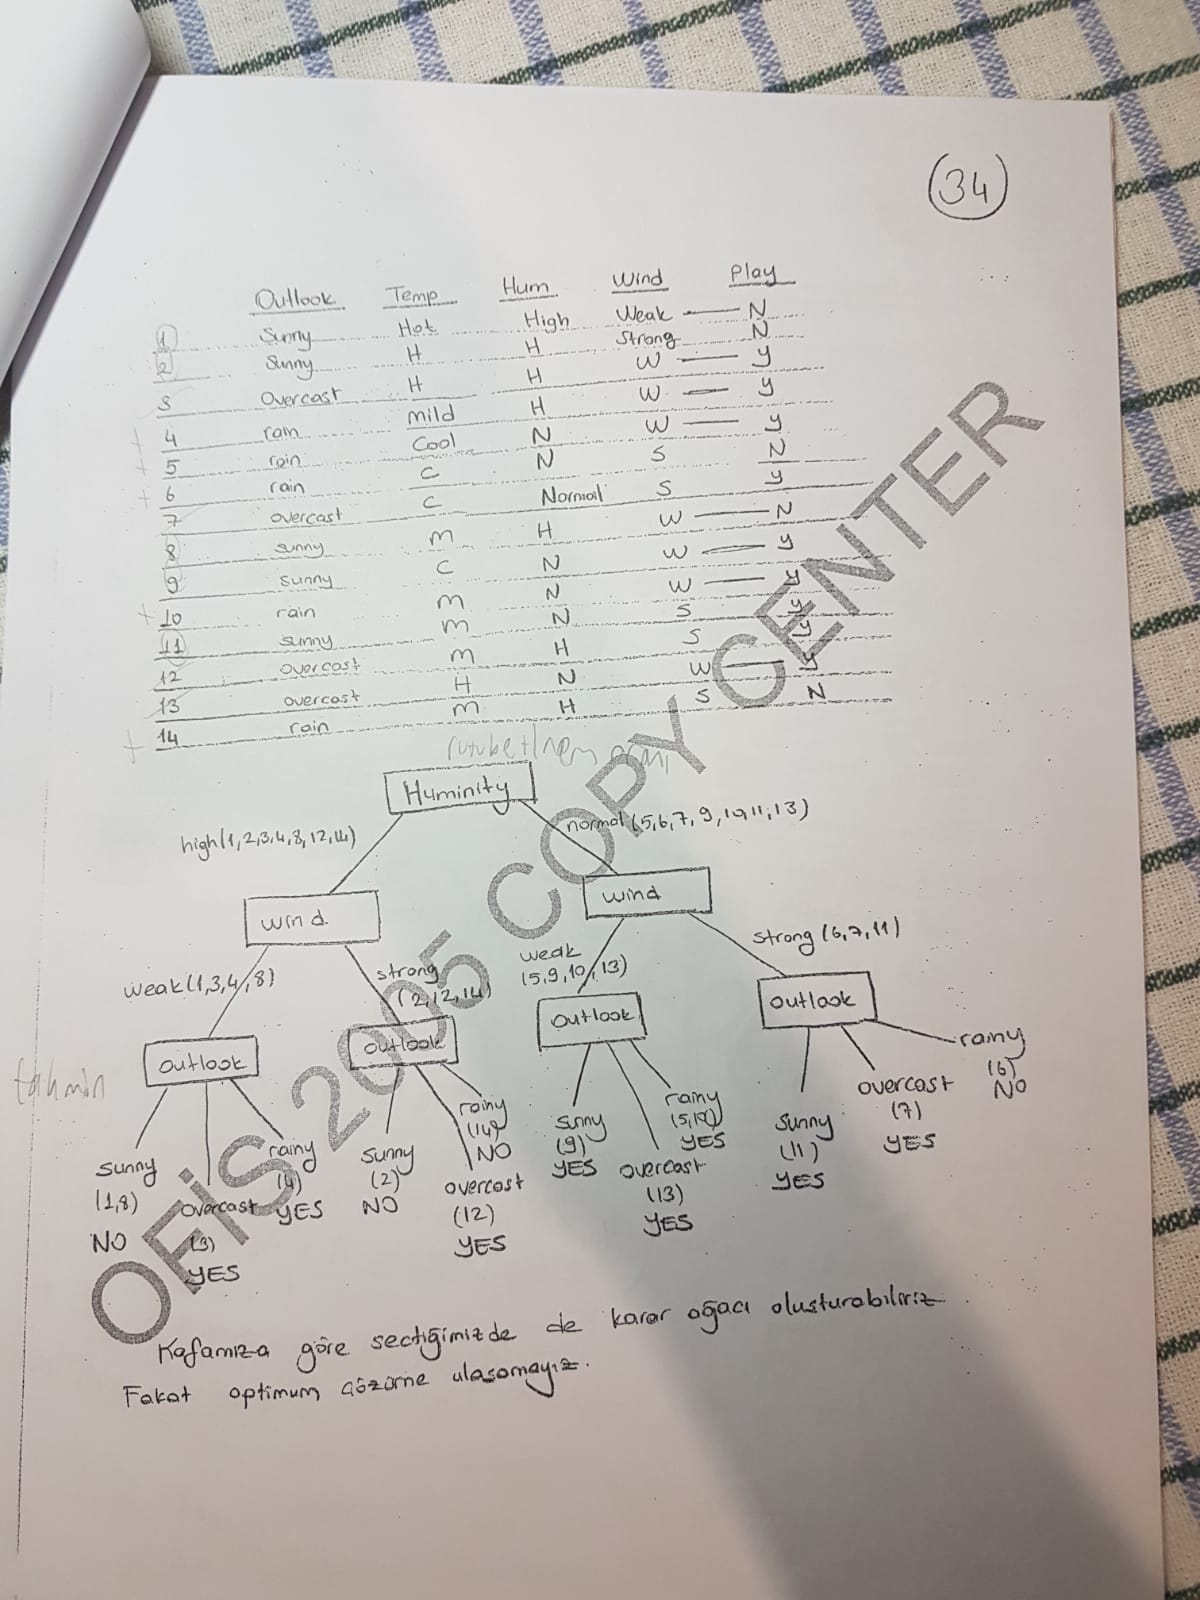 34
Outlook Temp Hum Wind Play
1 Sunny Hot High Weak N
2 Sunny H H Strong N
3 Overcast H H W y
4 rain mild H W y
5 rain Cool N W y
6 rain C N S N
7 overcast C Normal S y
8 sunny m H W N
9 sunny C N W y
10 rain m N W y
11 sunny m N S y
12 overcast m H S y
13 overcast H N W y
14 rain m H S N
Huminity
high(1,2,3,4,8,12,14) normal(5,6,7,9,10,11,13)
wind wind
weak(1,3,4,8) strong (2,12,14) weak (5,9,10,13) strong (6,7,11)
outlook outlook outlook outlook
tahmin
sunny (1,8) NO
overcast (3) YES
rainy (4) YES
sunny (2) NO
overcast (12) YES
rainy (14) NO
sunny (9) YES
overcast (13) YES
rainy (5,10) YES
sunny (11) YES
overcast (7) YES
rainy (6) NO
Kafamıza göre sectiğimizde de karar ağacı olusturabiliriz
Fakat optimum çözüme ulasamayız.
OFiS 2005 COPY CENTER